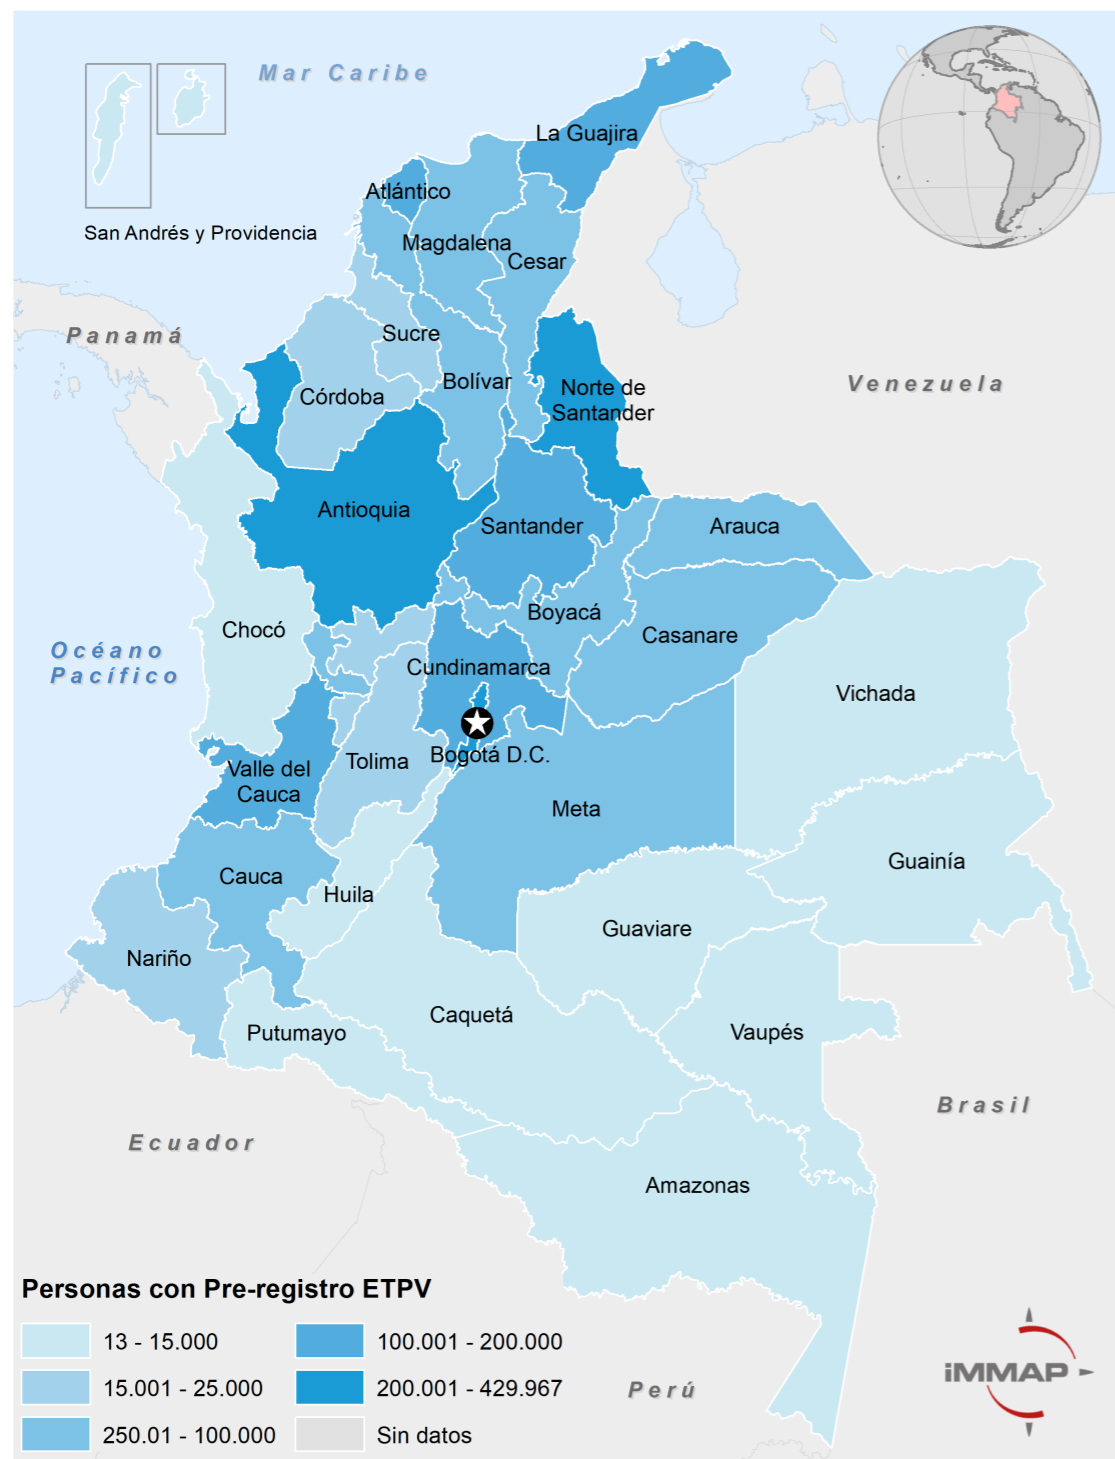 Mar Caribe
La Guajira
Atlántico
San Andrés y Providencia
Magdalena
Cesar
Panamá
Sucre
Venezuela
Bolívar
Norte de
Santander
Córdoba
Antioquia
Santander
Arauca
Boyacá
Chocó
Casanare
Océano
Pacífico
Cundinamarca
Vichada
Bogotá D.C.
Tolima
Valle del
Cauca
Meta
Guainía
Cauca
Huila
Guaviare
Nariño
Caquetá
Putumayo
Vaupés
Brasil
Ecuador
Amazonas
Personas con Pre-registro ETPV
13 - 15.000
15.001 - 25.000
250.01 - 100.000
100.001 - 200.000
200.001 - 429.967
Sin datos
Perú
iMMAP